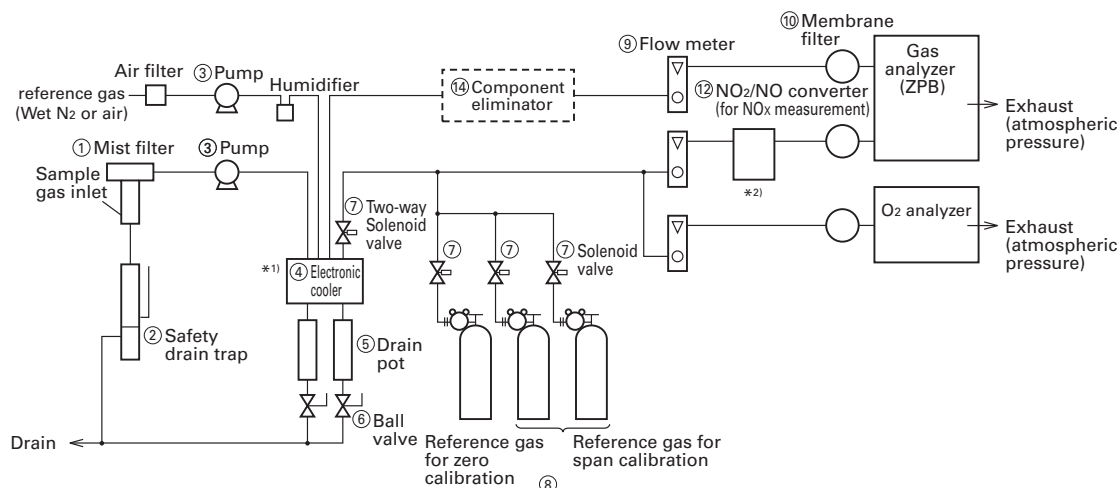 ⑩Membrane
filter
⑨Flow meter
Gas
analyzer
(ZPB)
Air filter
③Pump
Humidifier
reference gas
(Wet N2 or air)
⑭Component
eliminator
⑫NO2/NO converter
(for NOx measurement)
Exhaust
(atmospheric
pressure)
①Mist filter
③Pump
Sample
gas inlet
*2)
⑦Two-way
Solenoid
valve
⑦
⑦
⑦Solenoid
valve
O2 analyzer
Exhaust
(atmospheric
pressure)
*1)
④Electronic
cooler
②Safety
drain trap
⑤Drain
pot
⑥Ball
valve
Drain
Reference gas
for zero
calibration
Reference gas for
span calibration
⑧